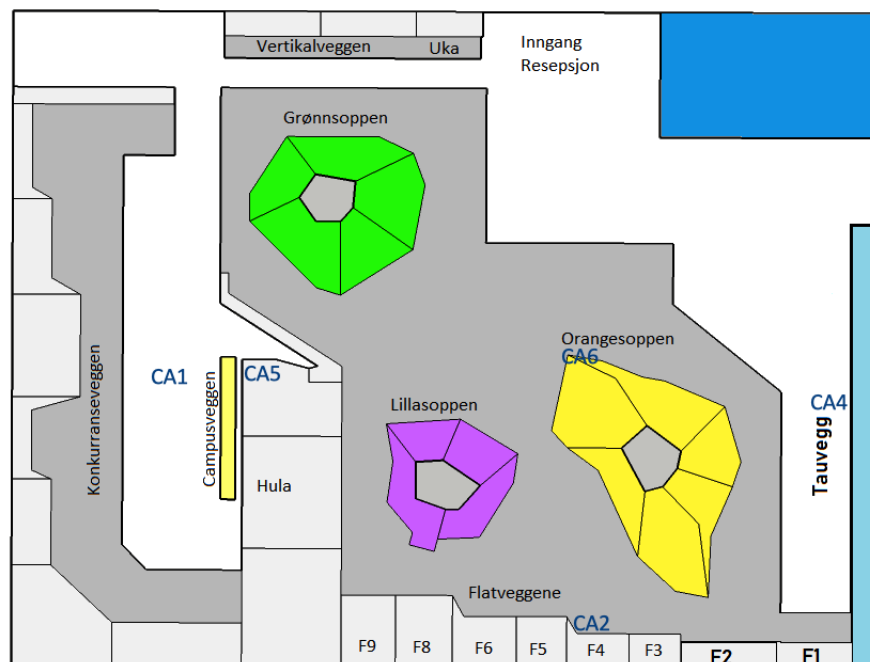 Vertikalveggen
Uka
Inngang
Resepsjon
Grønnsoppen
Orangesoppen
CA6
CA1
CA5
CA4
Lillasoppen
Konkurranseveggen
Campusveggen
Tauvegg
Hula
Flatveggene
CA2
F9
F8
F6
F5
F4
F3
F2
F1